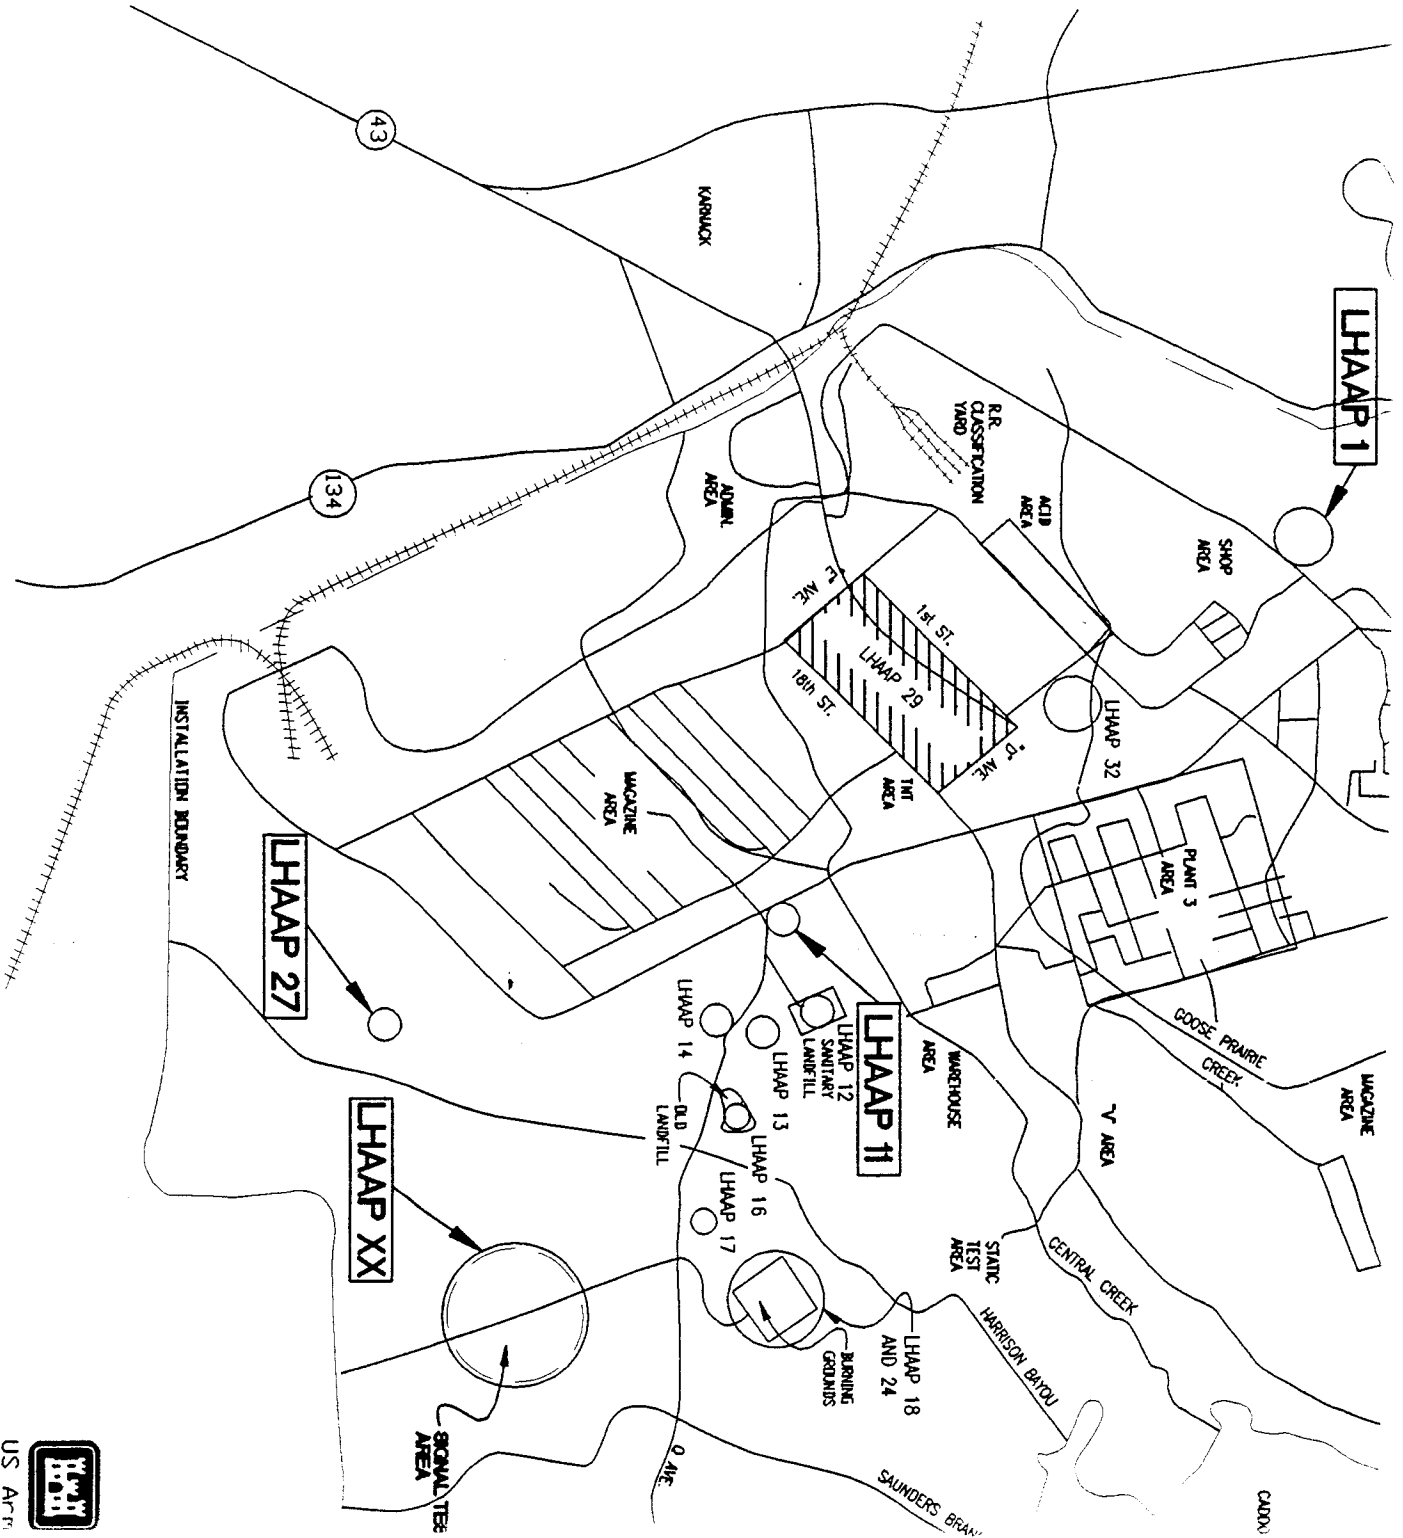 43
KARNACK
LHAAP 1
R.R.
CLASSIFICATION
YARD
ACID
AREA
SHOP
AREA
ADMIN.
AREA
134
"E" AVE.
1st ST.
LHAAP 29
18th ST.
"D" AVE.
LHAAP 32
TNT
AREA
MAGAZINE
AREA
INSTALLATION BOUNDARY
PLANT 3
AREA
LHAAP 27
LHAAP 11
LHAAP 12
SANITARY
LANDFILL
LHAAP 14
LHAAP 13
OLD
LANDFILL
LHAAP 16
LHAAP 17
WAREHOUSE
AREA
GOOSE PRAIRIE
CREEK
MAGAZINE
AREA
"Y" AREA
LHAAP XX
STATIC
TEST
AREA
CENTRAL CREEK
HARRISON BAYOU
LHAAP 18
AND 24
BURNING
GROUNDS
SIGNAL TES
AREA
Q AVE.
SAUNDERS BRAN
CADDO
US Arm